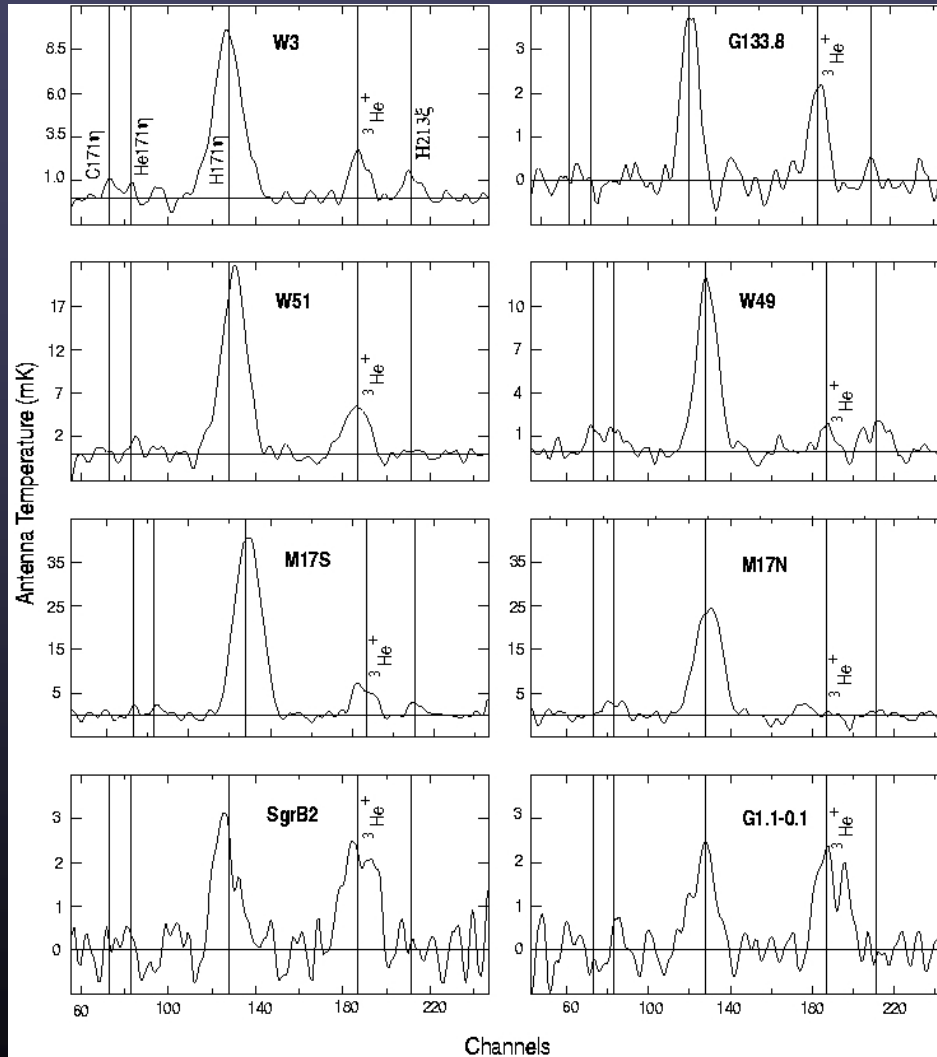 Antenna Temperature (mK)
W3
8.5
6.0
3.5
1.0
C171η
He171η
H171η
3He+
H213ξ
G133.8
3
2
1
0
3He+
W51
17
12
7
2
3He+
W49
10
7
4
1
3He+
M17S
35
25
15
5
3He+
M17N
35
25
15
5
3He+
SgrB2
3
2
1
0
3He+
60 100 140 180 220
G1.1-0.1
3
2
1
0
3He+
60 100 140 180 220
Channels